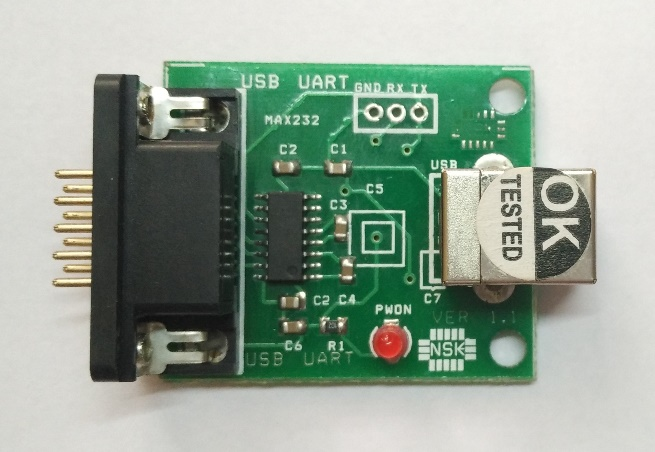 USB UART
GND RX TX
MAX232
C2 C1
USB
C5
C3
OK
TESTED
C2 C4
C7
PWON
VER 1.1
C6 R1
NSK
USB UART